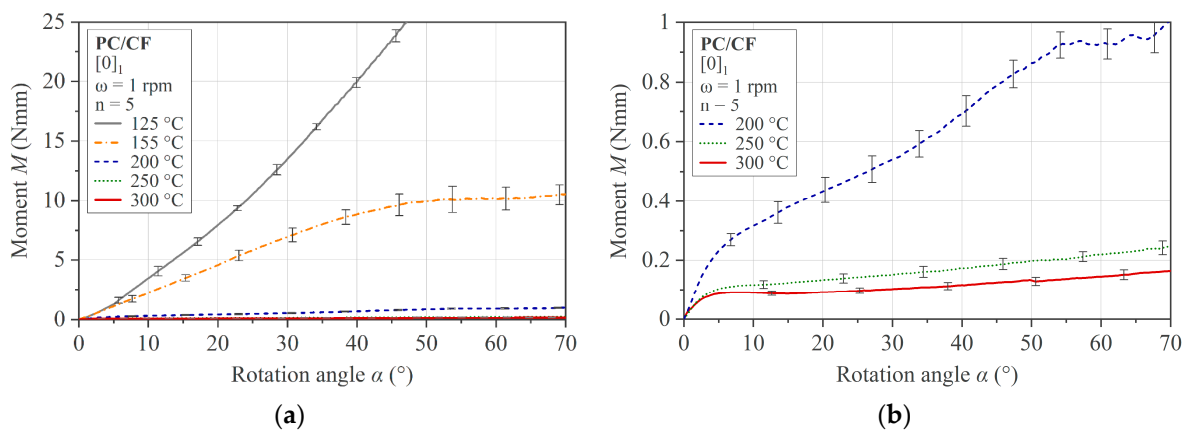 25
20
15
10
5
0
Moment M (Nmm)
PC/CF
[0]1
ω = 1 rpm
n = 5
125 °C
155 °C
200 °C
250 °C
300 °C
0 10 20 30 40 50 60 70
Rotation angle α (°)
(a)
1
0.8
0.6
0.4
0.2
0
Moment M (Nmm)
PC/CF
[0]1
ω = 1 rpm
n − 5
200 °C
250 °C
300 °C
0 10 20 30 40 50 60 70
Rotation angle α (°)
(b)